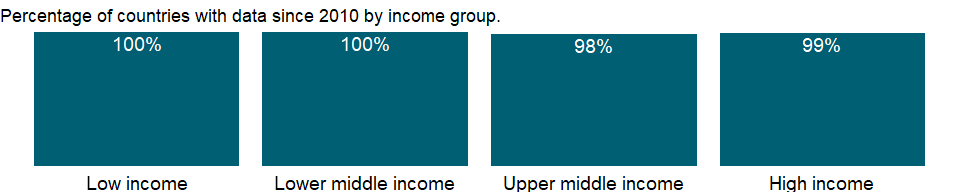 Percentage of countries with data since 2010 by income group.
100% 100% 98% 99%
Low income Lower middle income Upper middle income High income